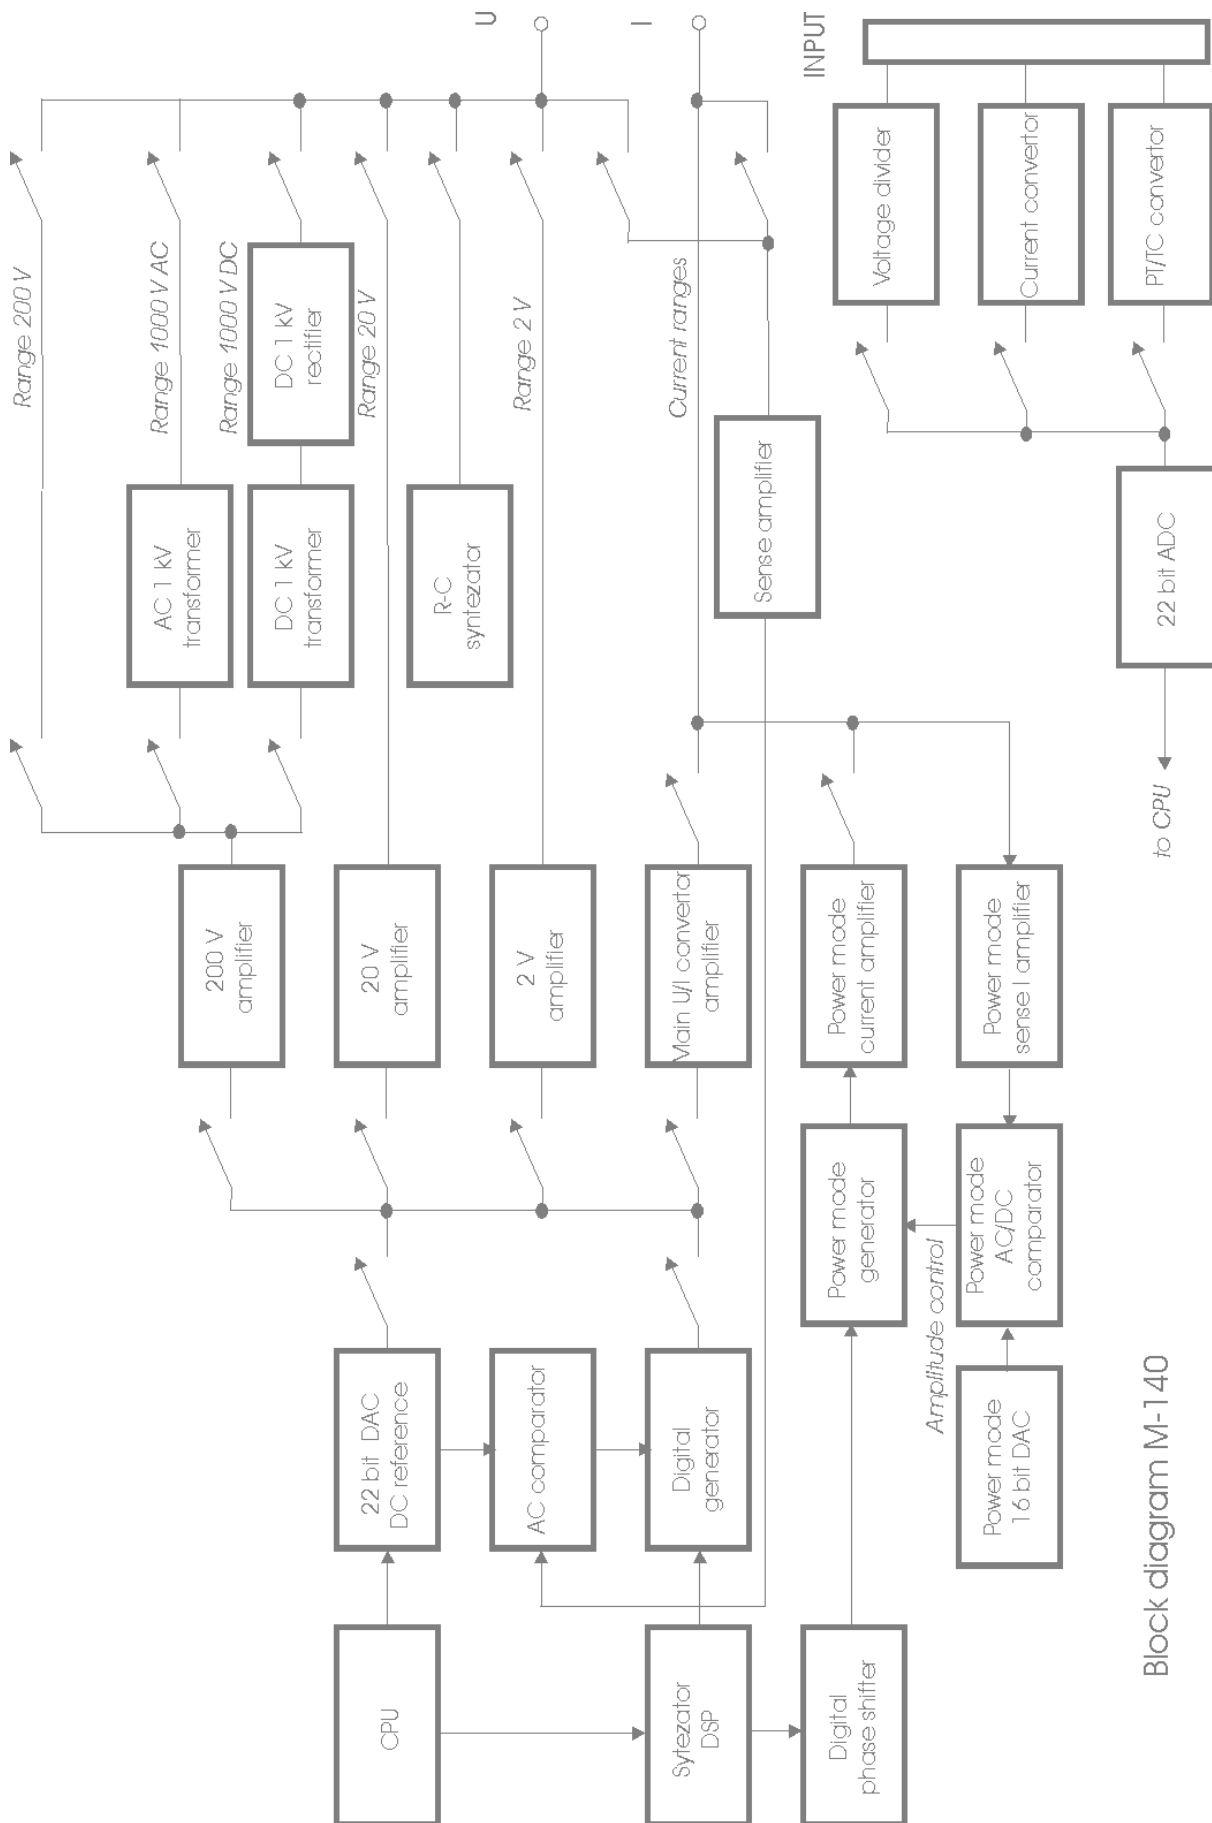 Range 200 V
Range 1000 V AC
Range 1000 V DC
Range 20 V
Range 2 V
Current ranges
U
I
INPUT
200 V
amplifier
AC 1 kV
transformer
DC 1 kV
transformer
DC 1 kV
rectifier
20 V
amplifier
R-C
syntezator
2 V
amplifier
Main U/I convertor
amplifier
Sense amplifier
Voltage divider
Current convertor
PT/TC convertor
22 bit ADC
to CPU
CPU
22 bit DAC
DC reference
AC comparator
Digital
generator
Sytezator
DSP
Digital
phase shifter
Power mode
generator
Power mode
current amplifier
Power mode
sense I amplifier
Power mode
AC/DC
comparator
Amplitude control
Power mode
16 bit DAC
Block diagram M-140